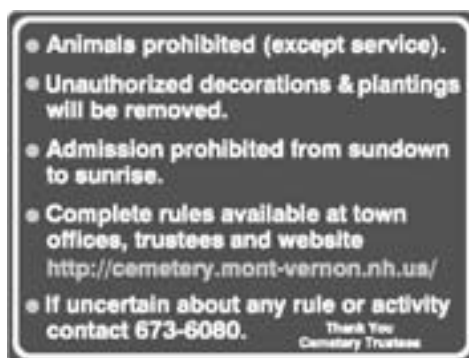 • Animals prohibited (except service).
• Unauthorized decorations & plantings
will be removed.
• Admission prohibited from sundown
to sunrise.
• Complete rules available at town
offices, trustees and website
http://cemetery.mont-vernon.nh.us/
• If uncertain about any rule or activity
contact 673-6080.
Thank You
Cemetery Trustees